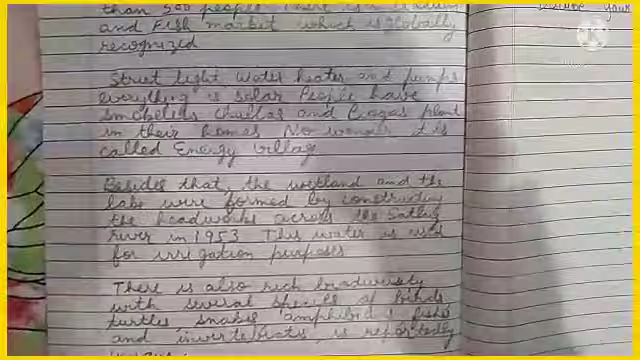 than 500 people. There is a
and Fish market which is globally
recognized
Street light water heater and pumps
everything is solar People have
smokeless chullas and Biogas plant
in their homes No wonder it is
called Energy village
Besides that, the wetland and the
lake were formed by constructing
the headworks across the Satluj
river in 1953 This water is used
for irrigation purposes
There is also rich biodiversity
with several species of birds,
turtles, snakes amphibians fishes
and invertebrates, is reportedly
your
K